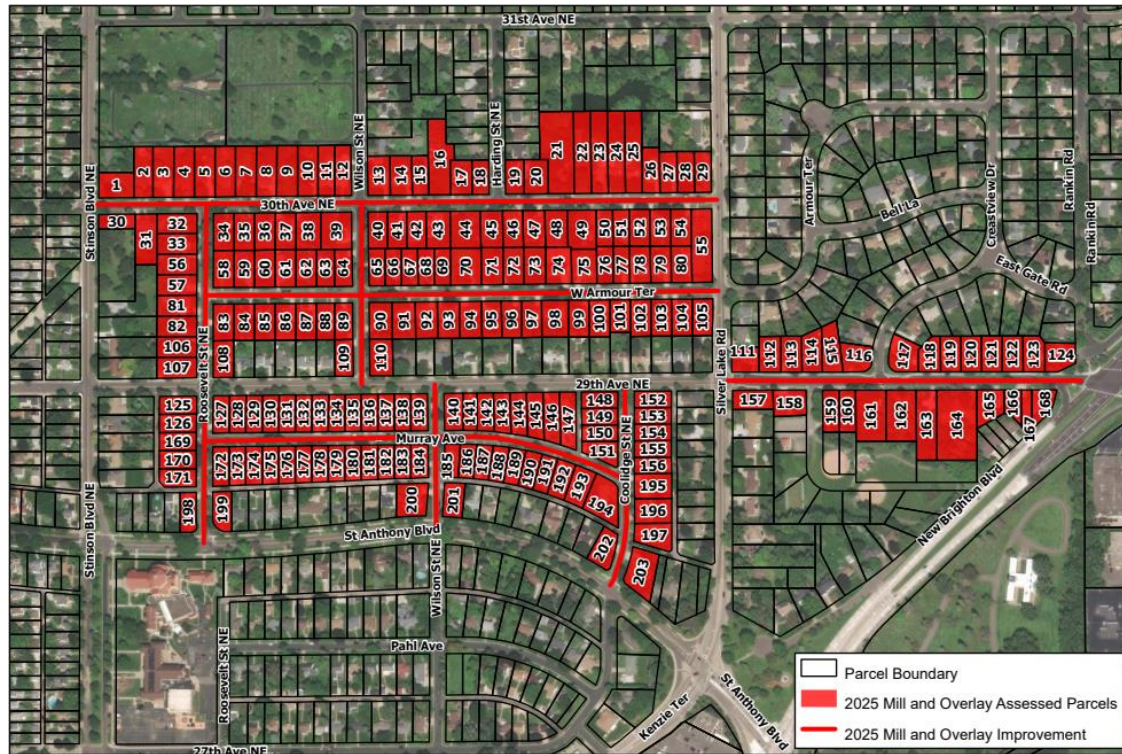 31st Ave NE
Stinson Blvd NE
Wilson St NE
Harding St NE
Armour Ter
Bell La
Creastview Dr
Rankin Rd
Rankin Rd
1 2 3 4 5 6 7 8 9 10 11 12 13 14 15 16 17 18 19 20 21 22 23 24 25 26 27 28 29
30th Ave NE
30 31 32 34 35 36 37 38 39 40 41 42 43 44 45 46 47 48 49 50 51 52 53 54 55
33
East Gate Rd
56 58 59 60 61 62 63 64 65 66 67 68 69 70 71 72 73 74 75 76 77 78 79 80
57
W Armour Ter
81 83 84 85 86 87 88 89 90 91 92 93 94 95 96 97 98 99 100 101 102 103 104 105
82
Roosevelt St NE
Silver Lake Rd
106 108 109 110 111 112 113 114 115 116 117 118 119 120 121 122 123 124
107
29th Ave NE
125 127 128 129 130 131 132 133 134 135 136 137 138 139 140 141 142 143 144 145 146 147 148 152 157 158 159 160 161 162 163 164 165 166 167 168
126 149 153
150 154
Murray Ave
151 155
Coolidge St NE
156
169 172 173 174 175 176 177 178 179 180 181 182 183 184 185 186 187 188 189 190 191 192 193 194 195
170
171
196
198 199 200 201 202 197
203
Stinson Blvd NE
St Anthony Blvd
New Brighton Blvd
Wilson St NE
Roosevelt St NE
Pahl Ave
Kenzie Ter
St Anthony Blvd
27th Ave NE
Parcel Boundary
2025 Mill and Overlay Assessed Parcels
2025 Mill and Overlay Improvement